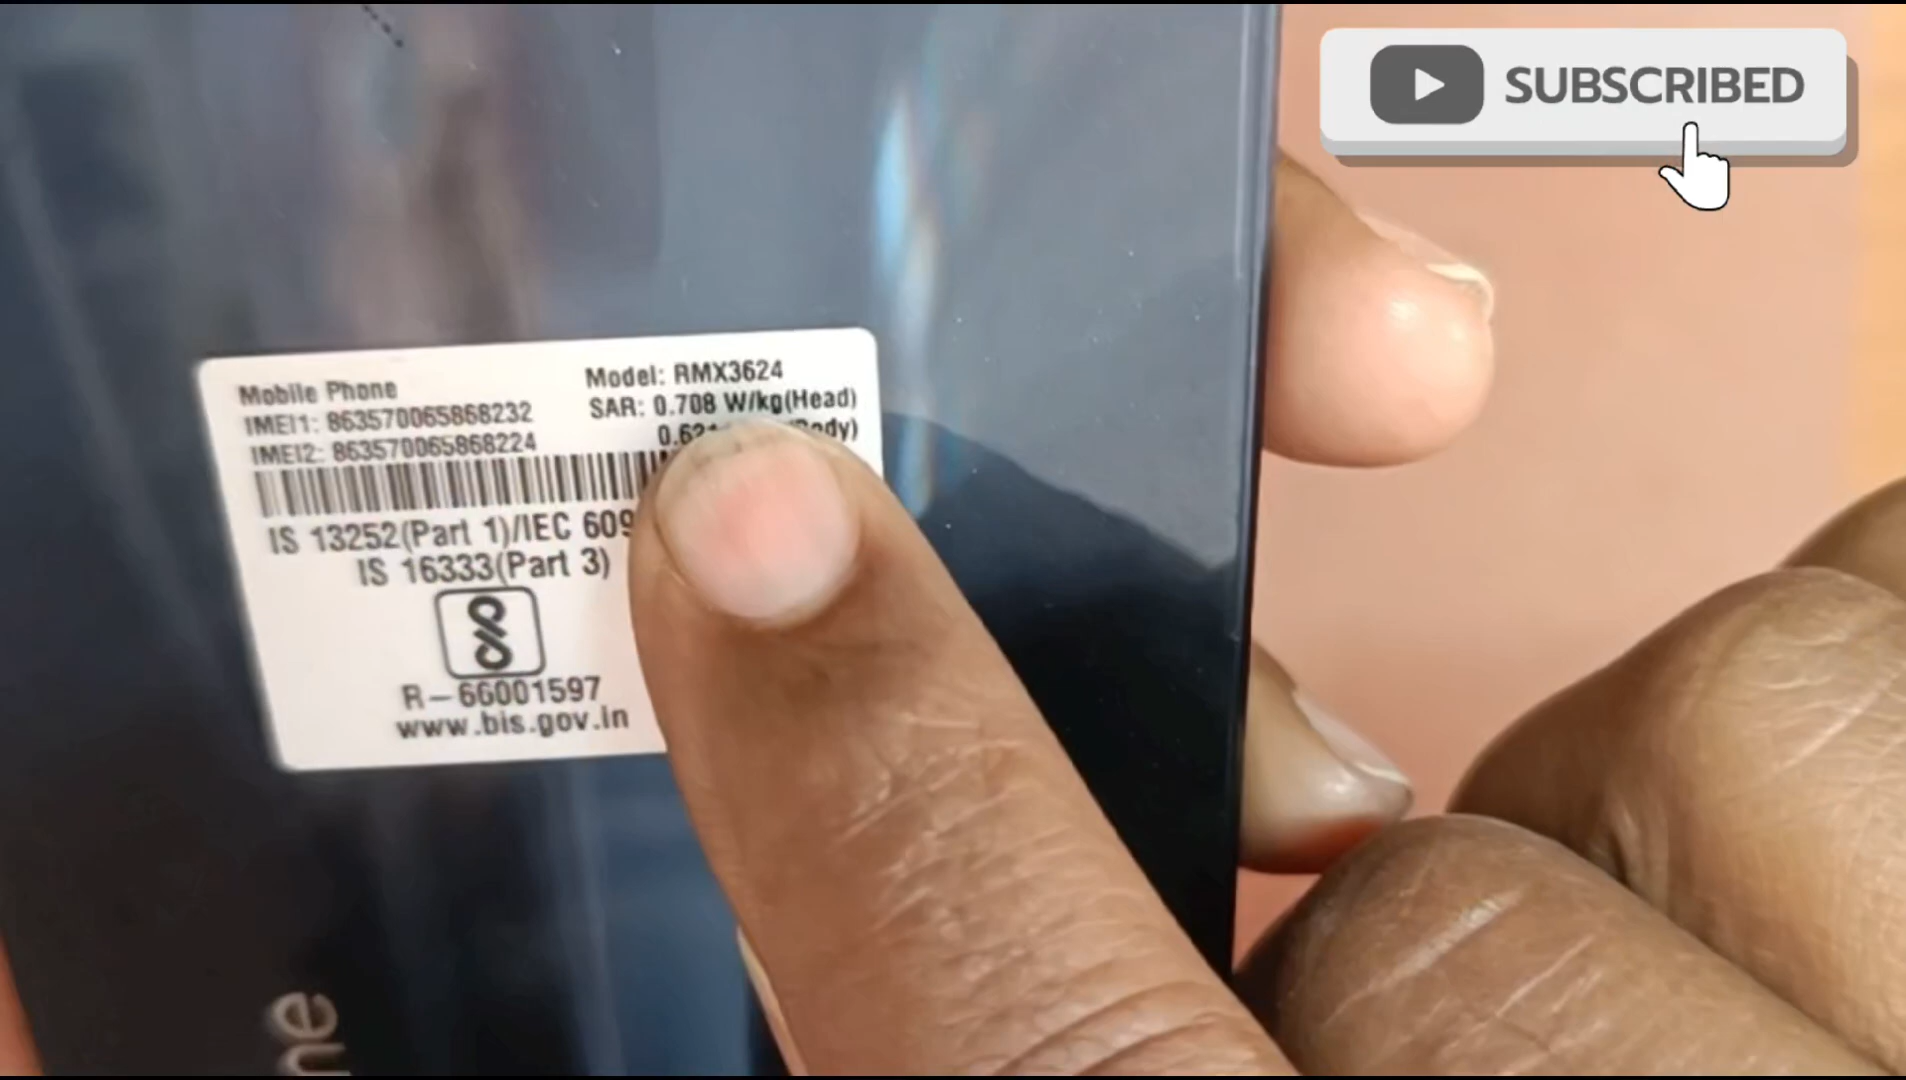 SUBSCRIBED
Mobile Phone
IMEI1: 863570065868232
IMEI2: 863570065868224
Model: RMX3624
SAR: 0.708 W/kg(Head)
IS 13252(Part 1)/IEC 609
IS 16333(Part 3)
R-66001597
www.bis.gov.in